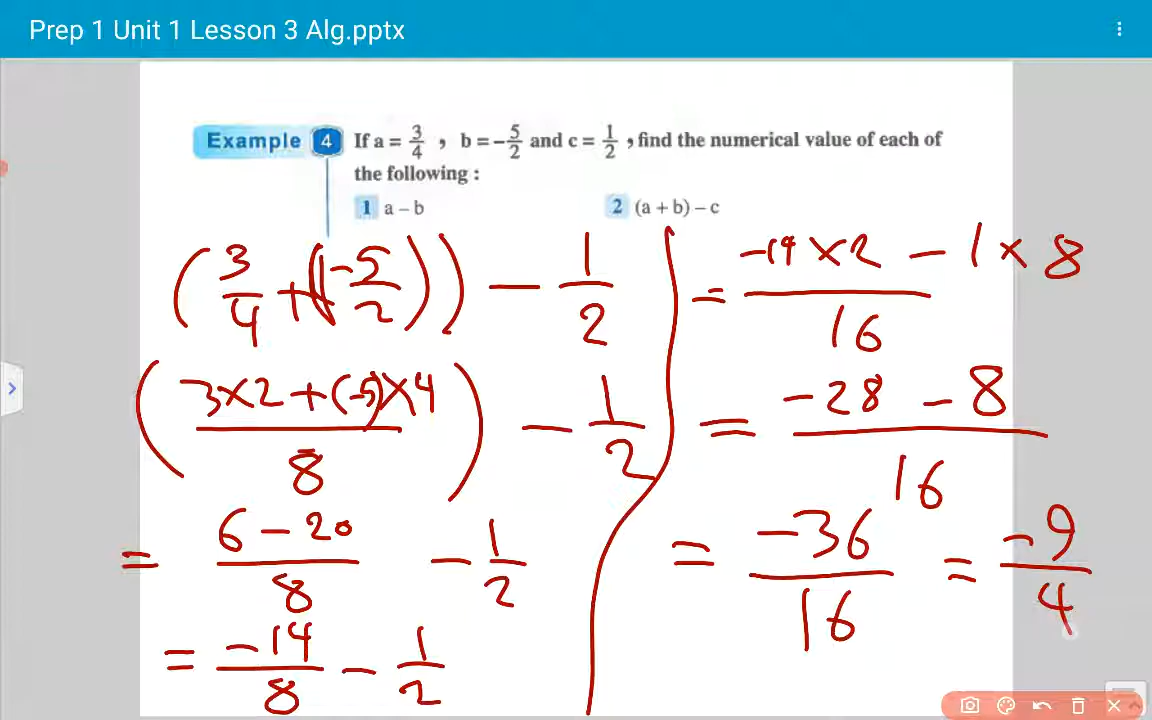 Prep 1 Unit 1 Lesson 3 Alg.pptx
Example 4 If a = 3/4 , b = -5/2 and c = 1/2 , find the numerical value of each of
the following :
1 a – b
2 (a + b) – c
(3/4 + (-5/2)) - 1/2
((3×2 + (-5)×4)/8) - 1/2
= (6 - 20)/8 - 1/2
= -14/8 - 1/2
= (-14×2 - 1×8)/16
= (-28 - 8)/16
= -36/16 = -9/4